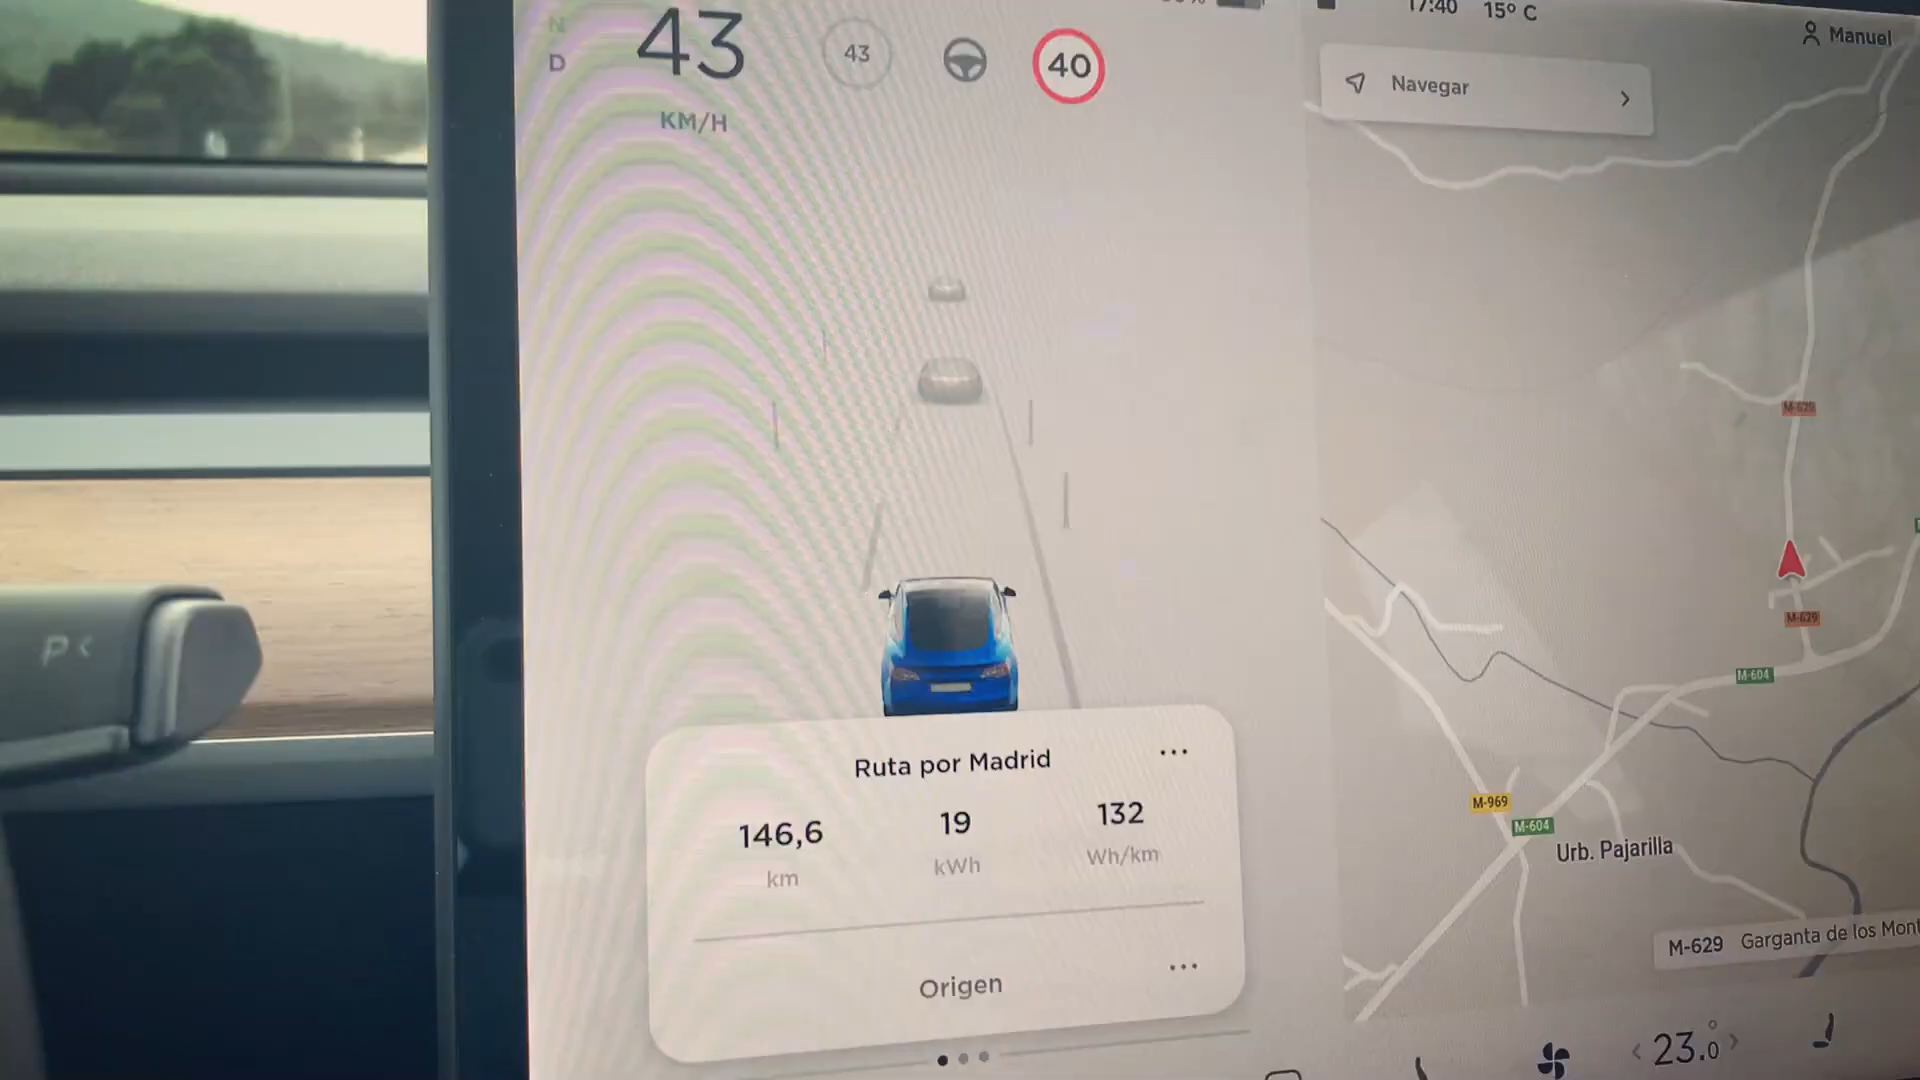 N
D
43
KM/H
43
40
17:40
15° C
Manuel
Navegar
P<
Ruta por Madrid
146,6
km
19
kWh
132
Wh/km
Origen
M-629
M-629
M-604
M-969
M-604
Urb. Pajarilla
M-629 Garganta de los Mont
23.0°